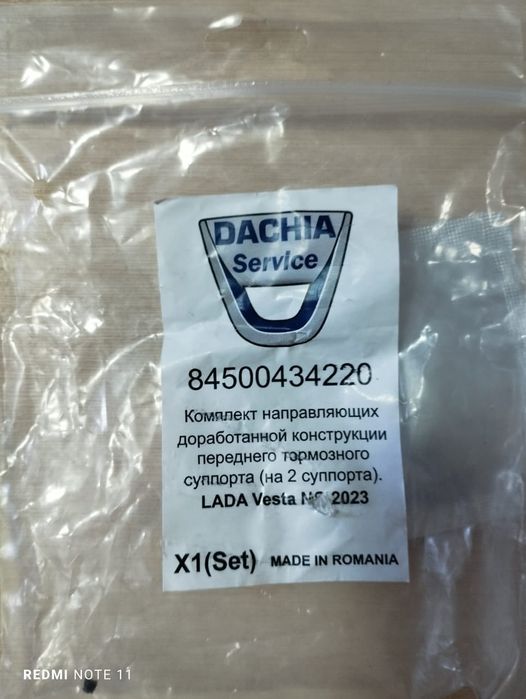 DACHIA
Service
84500434220
Комплект направляющих
доработанной конструкции
переднего тормозного
суппорта (на 2 суппорта).
LADA Vesta 2023
X1(Set) MADE IN ROMANIA
REDMI NOTE 11